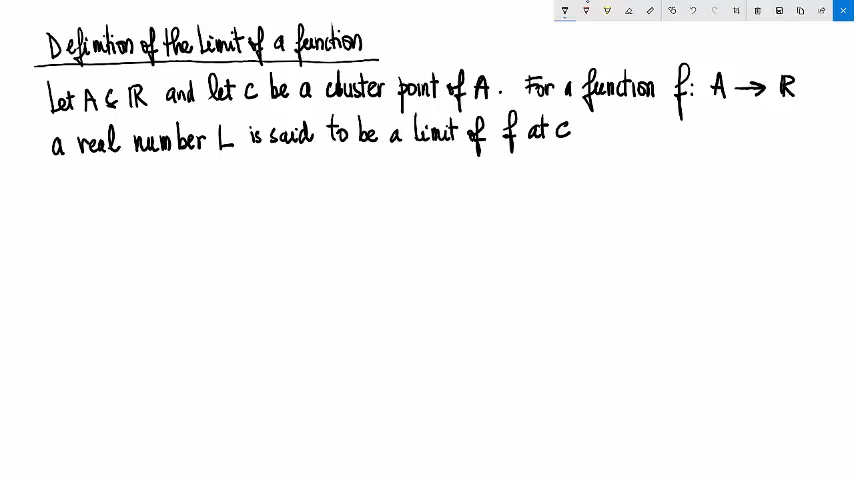 Definition of the Limit of a function
Let A ⊆ ℝ and let c be a cluster point of A. For a function f: A → ℝ
a real number L is said to be a limit of f at c